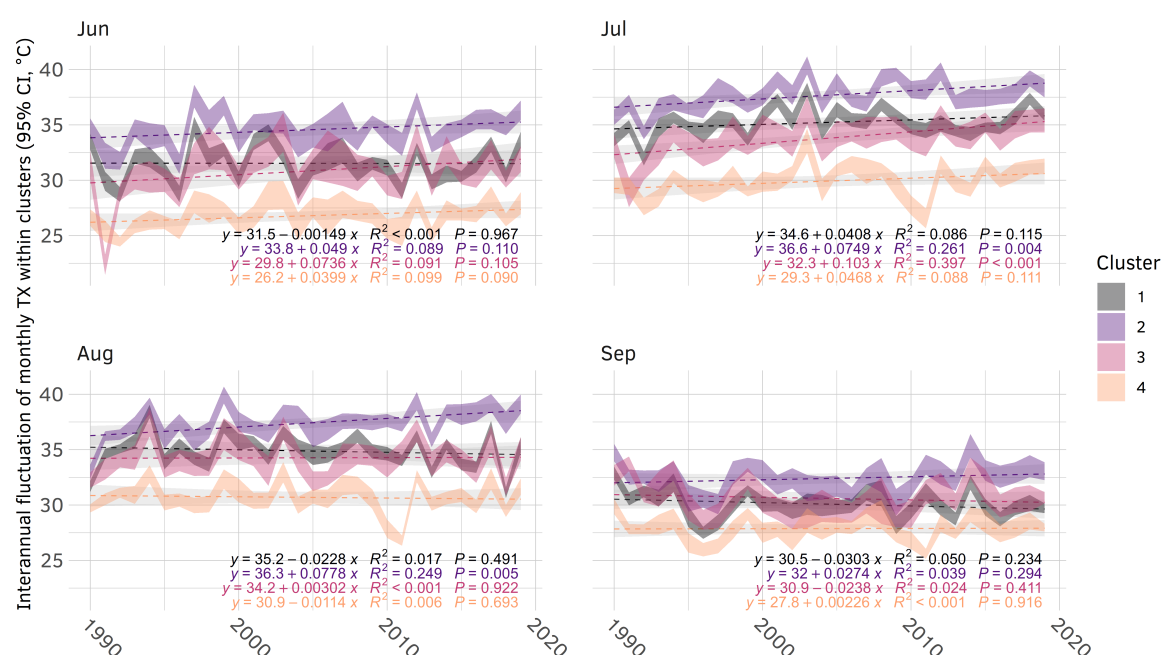 Interannual fluctuation of monthly TX within clusters (95% CI, °C)
Jun
40
35
30
25
y = 31.5 − 0.00149 x R² < 0.001 P = 0.967
y = 33.8 + 0.049 x R² = 0.089 P = 0.110
y = 29.8 + 0.0736 x R² = 0.091 P = 0.105
y = 26.2 + 0.0399 x R² = 0.099 P = 0.090
Jul
y = 34.6 + 0.0408 x R² = 0.086 P = 0.115
y = 36.6 + 0.0749 x R² = 0.261 P = 0.004
y = 32.3 + 0.103 x R² = 0.397 P < 0.001
y = 29.3 + 0.0468 x R² = 0.088 P = 0.111
Aug
40
35
30
25
y = 35.2 − 0.0228 x R² = 0.017 P = 0.491
y = 36.3 + 0.0778 x R² = 0.249 P = 0.005
y = 34.2 + 0.00302 x R² < 0.001 P = 0.922
y = 30.9 − 0.0114 x R² = 0.006 P = 0.693
1990 2000 2010 2020
Sep
y = 30.5 − 0.0303 x R² = 0.050 P = 0.234
y = 32 + 0.0274 x R² = 0.039 P = 0.294
y = 30.9 − 0.0238 x R² = 0.024 P = 0.411
y = 27.8 + 0.00226 x R² < 0.001 P = 0.916
1990 2000 2010 2020
Cluster
1
2
3
4